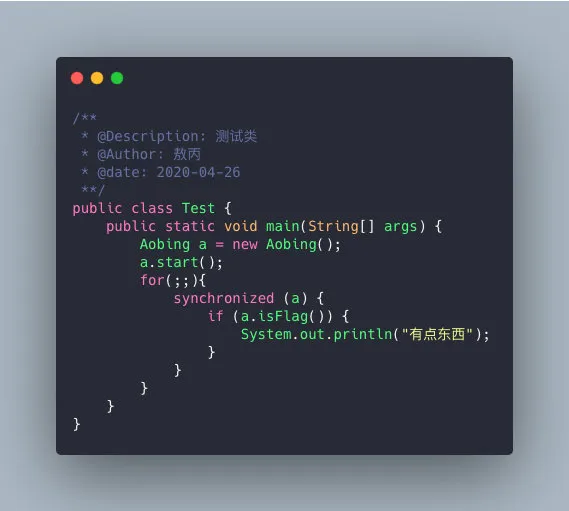 /**
 * @Description: 测试类
 * @Author: 敖丙
 * @date: 2020-04-26
 **/
public class Test {
    public static void main(String[] args) {
        Aobing a = new Aobing();
        a.start();
        for(;;){
            synchronized (a) {
                if (a.isFlag()) {
                    System.out.println("有点东西");
                }
            }
        }
    }
}